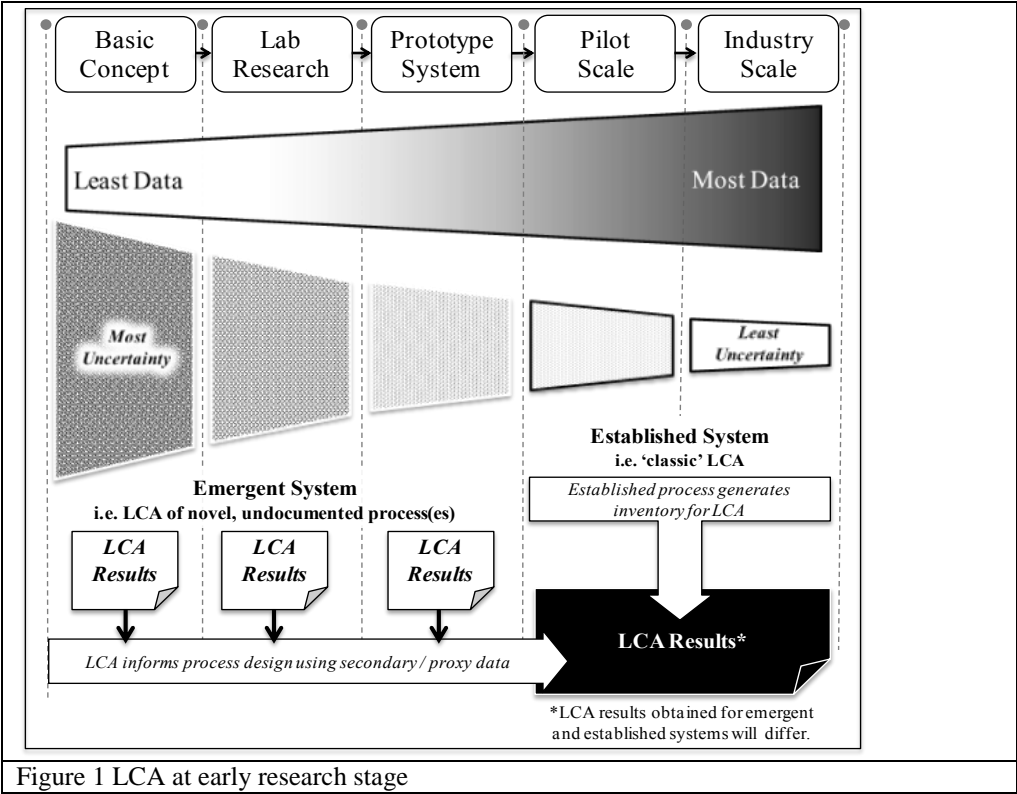 Basic
Concept
Lab
Research
Prototype
System
Pilot
Scale
Industry
Scale
Least Data
Most Data
Most
Uncertainty
Least
Uncertainty
Established System
i.e. ‘classic’ LCA
Established process generates
inventory for LCA
Emergent System
i.e. LCA of novel, undocumented process(es)
LCA
Results
LCA
Results
LCA
Results
LCA informs process design using secondary / proxy data
LCA Results*
*LCA results obtained for emergent
and established systems will differ.
Figure 1 LCA at early research stage